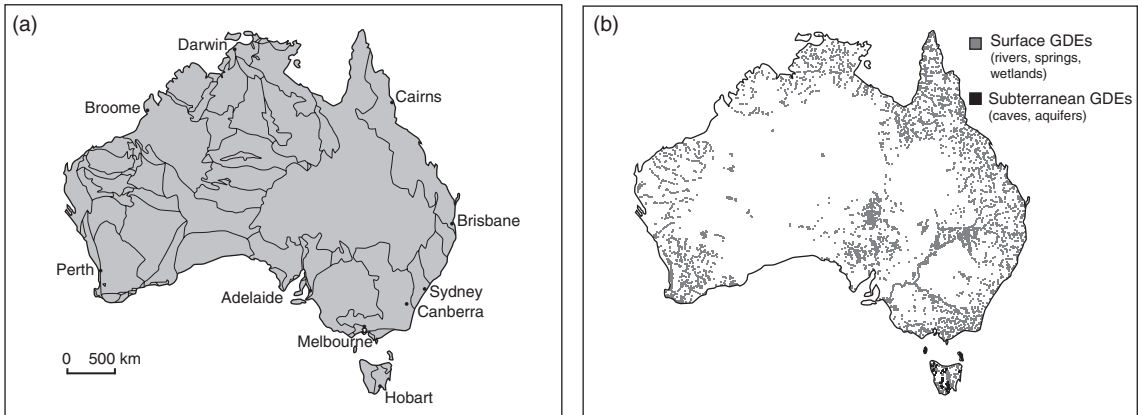 (a)
Darwin
Broome
Cairns
Brisbane
Perth
Adelaide
Sydney
Canberra
Melbourne
0 500 km
Hobart
(b)
Surface GDEs
(rivers, springs,
wetlands)
Subterranean GDEs
(caves, aquifers)